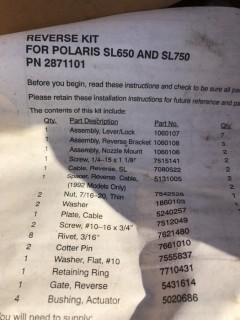 REVERSE KIT
FOR POLARIS SL650 AND SL750
PN 2871101
Before you begin, read these instructions and check to be sure all
Please retain these installation instructions for future reference and
The contents of this kit include:
Qty. Part Description Part No. Qty.
1 Assembly, Lever/Lock 1060107
1 Assembly, Reverse Bracket 1060108
1 Assembly, Nozzle Mount 1060106
1 Screw, 1/4-15 x 1 1/8" 7515141
1 Cable, Reverse, SL 7080522
1 Spacer, Reverse Cable, 5131005
(1992 Models Only)
2 Nut, 7/16-20, Thin 7542526
2 Washer
1 Plate, Cable 5240257
2 Screw, #10-16 x 3/4" 7512049
8 Rivet, 3/16" 7621480
2 Cotter Pin 7661010
1 Washer, Flat, #10 7555837
1 Retaining Ring 7710431
1 Gate, Reverse 5431614
4 Bushing, Actuator 5020686
You will need to supply: